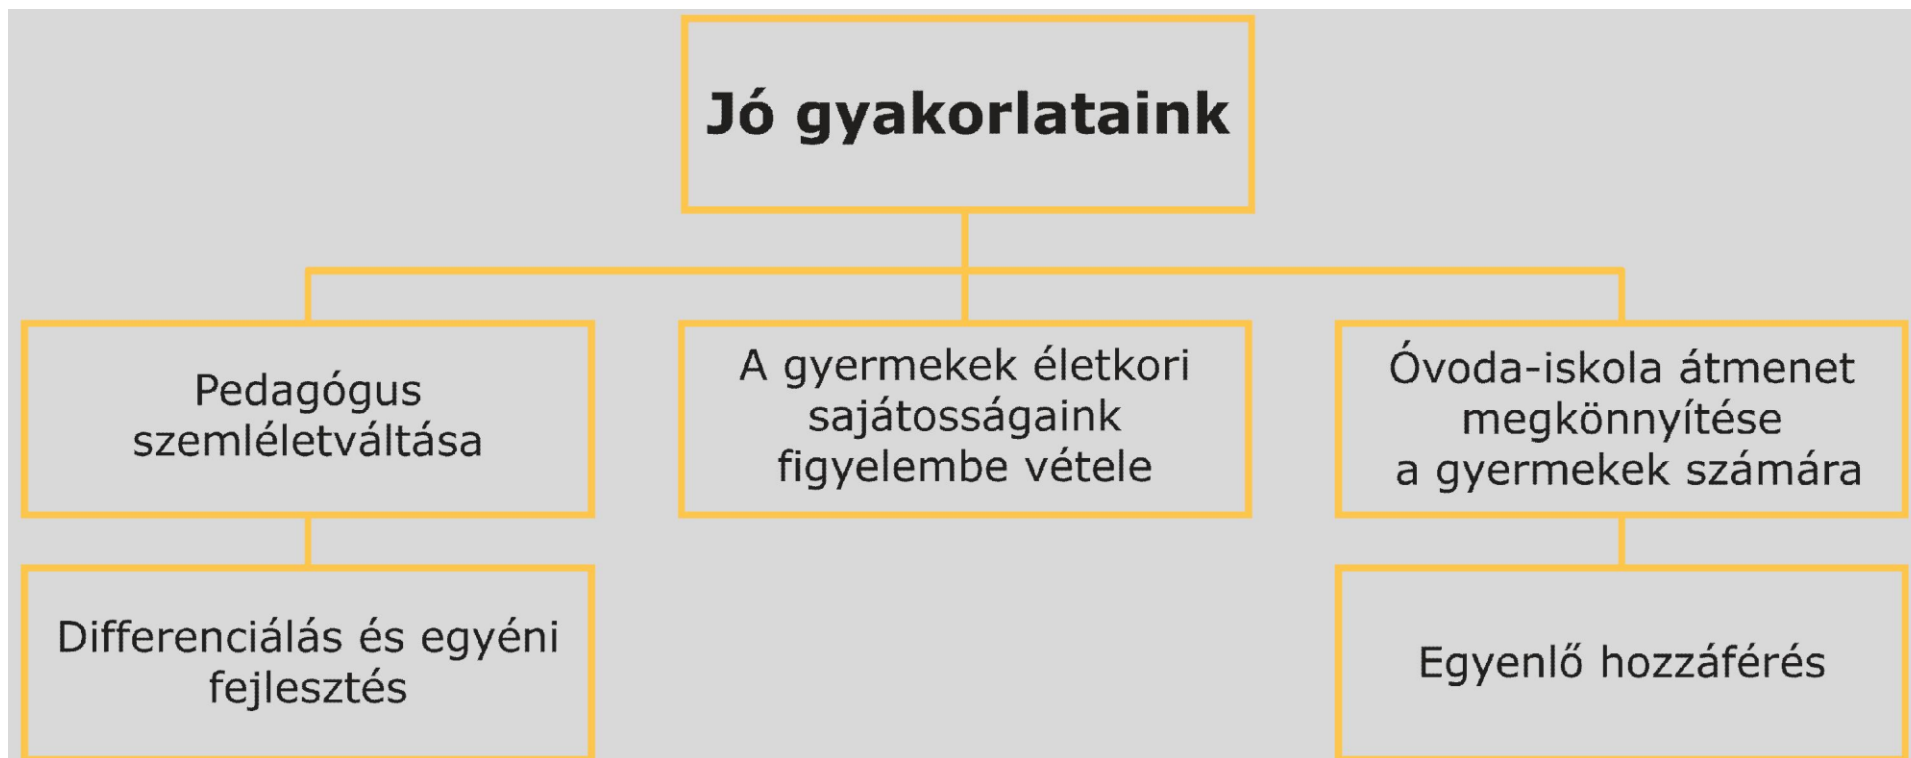 Jó gyakorlataink
Pedagógus
szemléletváltása
A gyermekek életkori
sajátosságaink
figyelembe vétele
Óvoda-iskola átmenet
megkönnyítése
a gyermekek számára
Differenciálás és egyéni
fejlesztés
Egyenlő hozzáférés